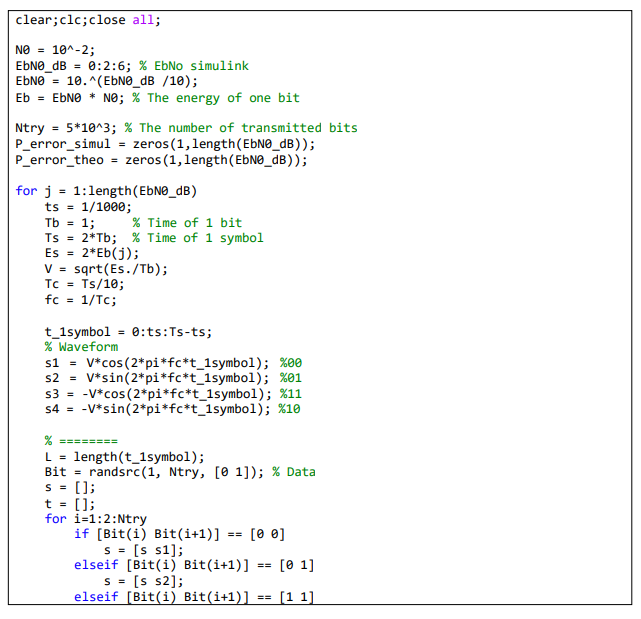 clear;clc;close all;
N0 = 10^-2;
EbN0_dB = 0:2:6; % EbNo simulink
EbN0 = 10.^(EbN0_dB /10);
Eb = EbN0 * N0; % The energy of one bit
Ntry = 5*10^3; % The number of transmitted bits
P_error_simul = zeros(1,length(EbN0_dB));
P_error_theo = zeros(1,length(EbN0_dB));
for j = 1:length(EbN0_dB)
ts = 1/1000;
Tb = 1; % Time of 1 bit
Ts = 2*Tb; % Time of 1 symbol
Es = 2*Eb(j);
V = sqrt(Es./Tb);
Tc = Ts/10;
fc = 1/Tc;
t_1symbol = 0:ts:Ts-ts;
% Waveform
s1 = V*cos(2*pi*fc*t_1symbol); %00
s2 = V*sin(2*pi*fc*t_1symbol); %01
s3 = -V*cos(2*pi*fc*t_1symbol); %11
s4 = -V*sin(2*pi*fc*t_1symbol); %10
% ========
L = length(t_1symbol);
Bit = randsrc(1, Ntry, [0 1]); % Data
s = [];
t = [];
for i=1:2:Ntry
if [Bit(i) Bit(i+1)] == [0 0]
s = [s s1];
elseif [Bit(i) Bit(i+1)] == [0 1]
s = [s s2];
elseif [Bit(i) Bit(i+1)] == [1 1]